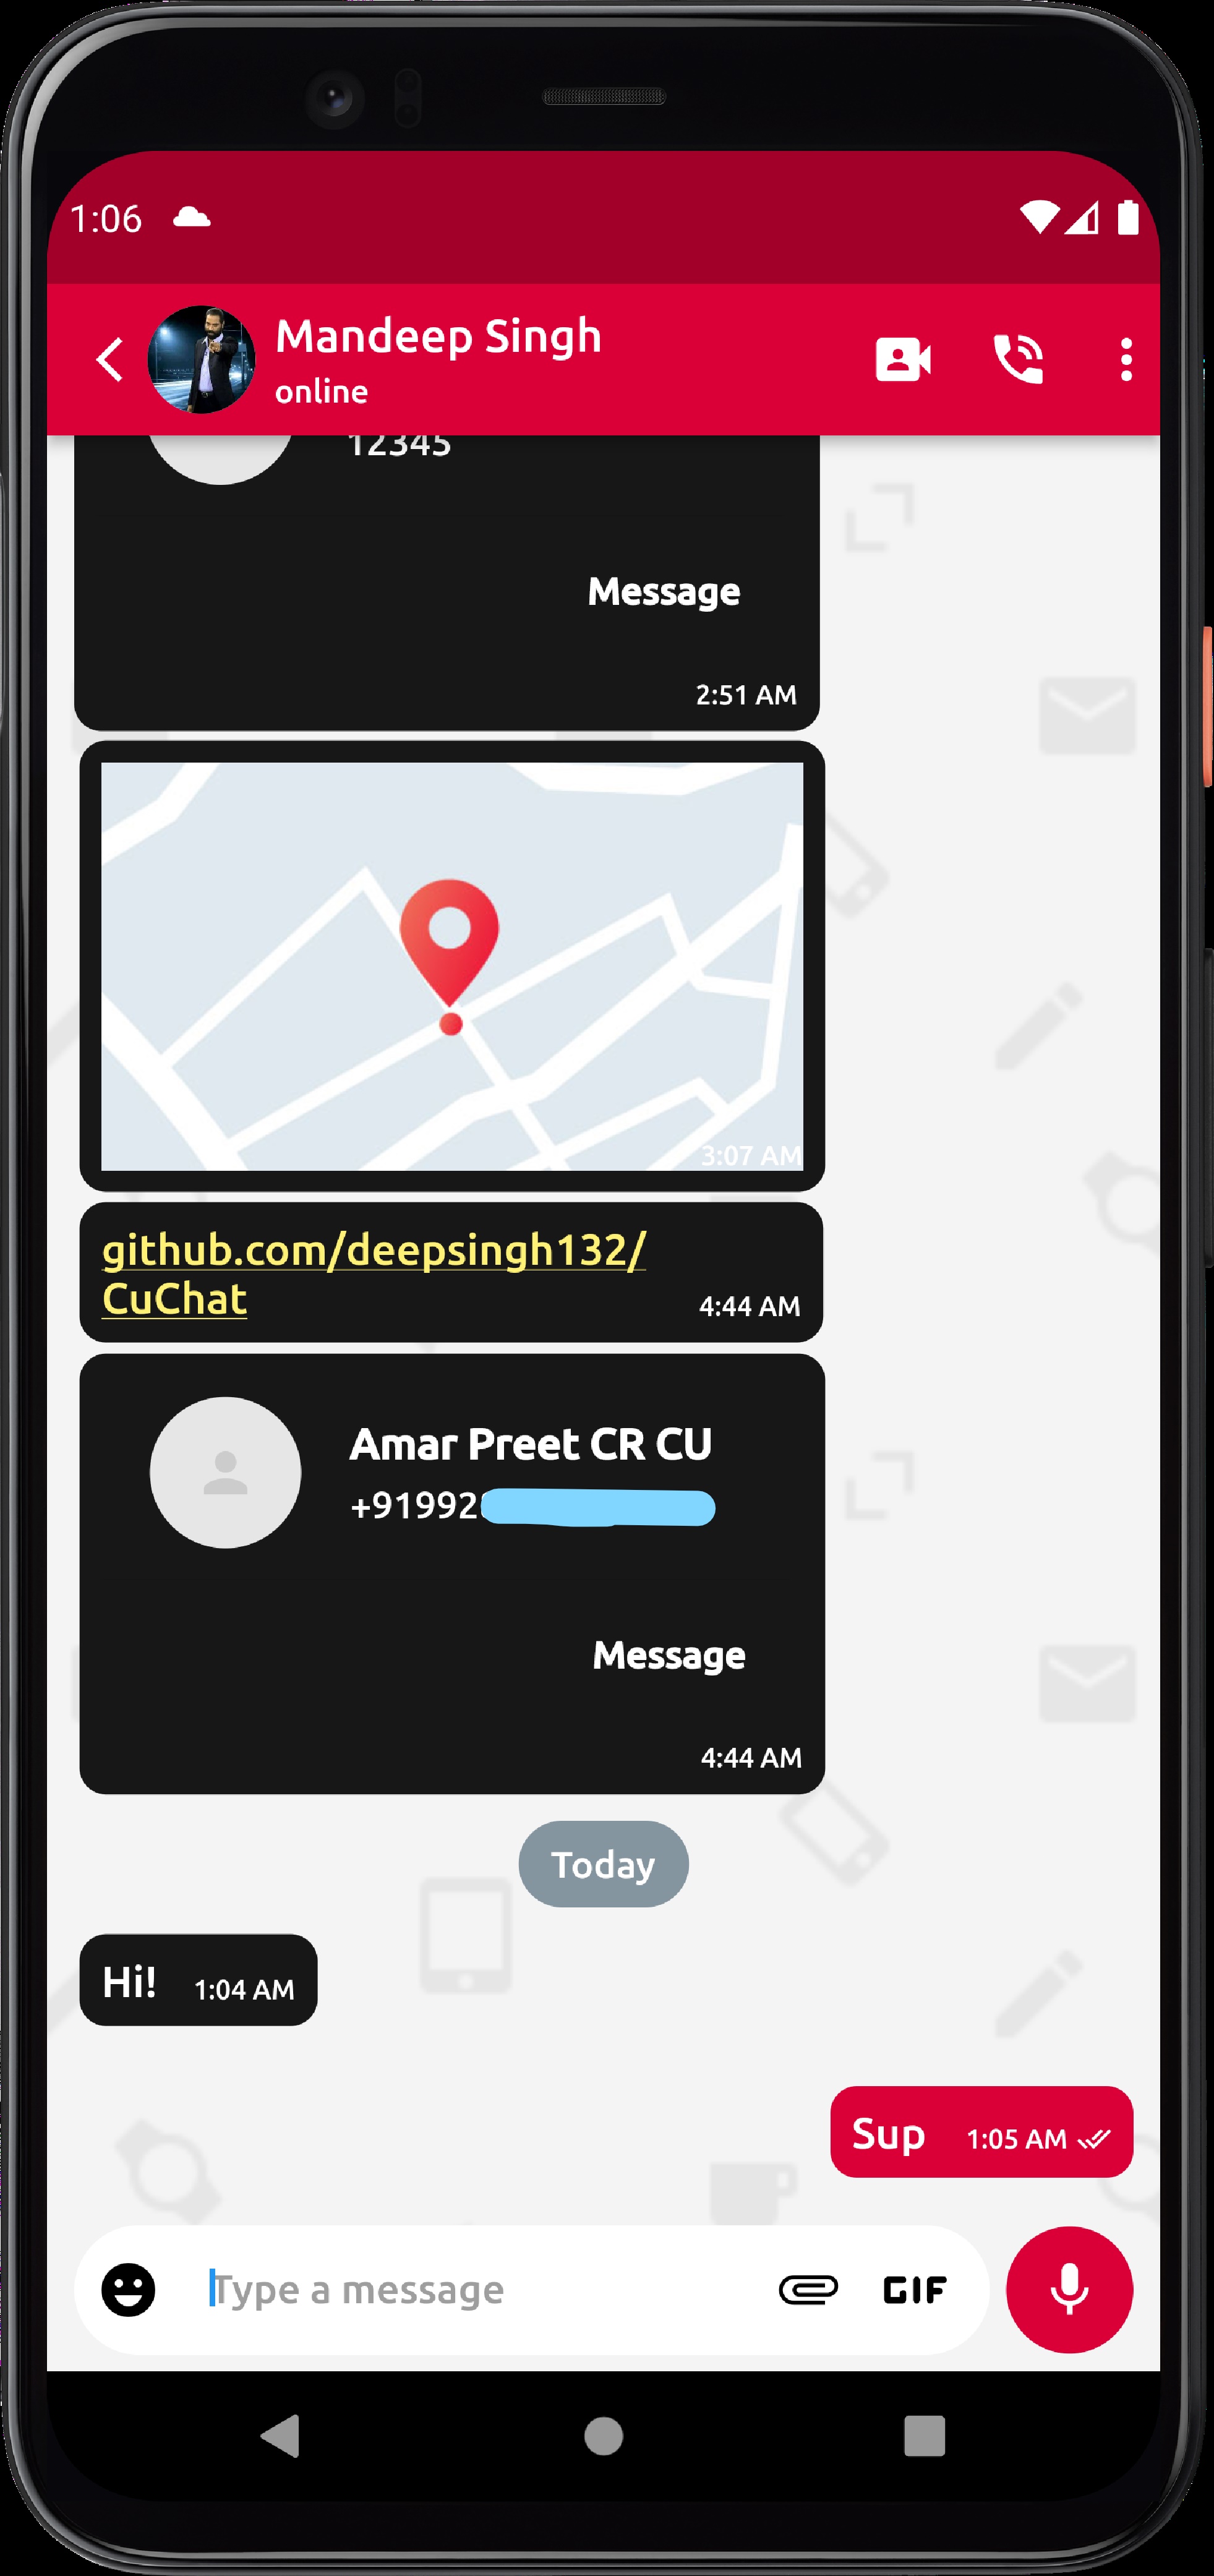 1:06
Mandeep Singh
online
12345
Message
2:51 AM
3:07 AM
github.com/deepsingh132/
CuChat
4:44 AM
Amar Preet CR CU
+91992
Message
4:44 AM
Today
Hi! 1:04 AM
Sup 1:05 AM
Type a message
GIF